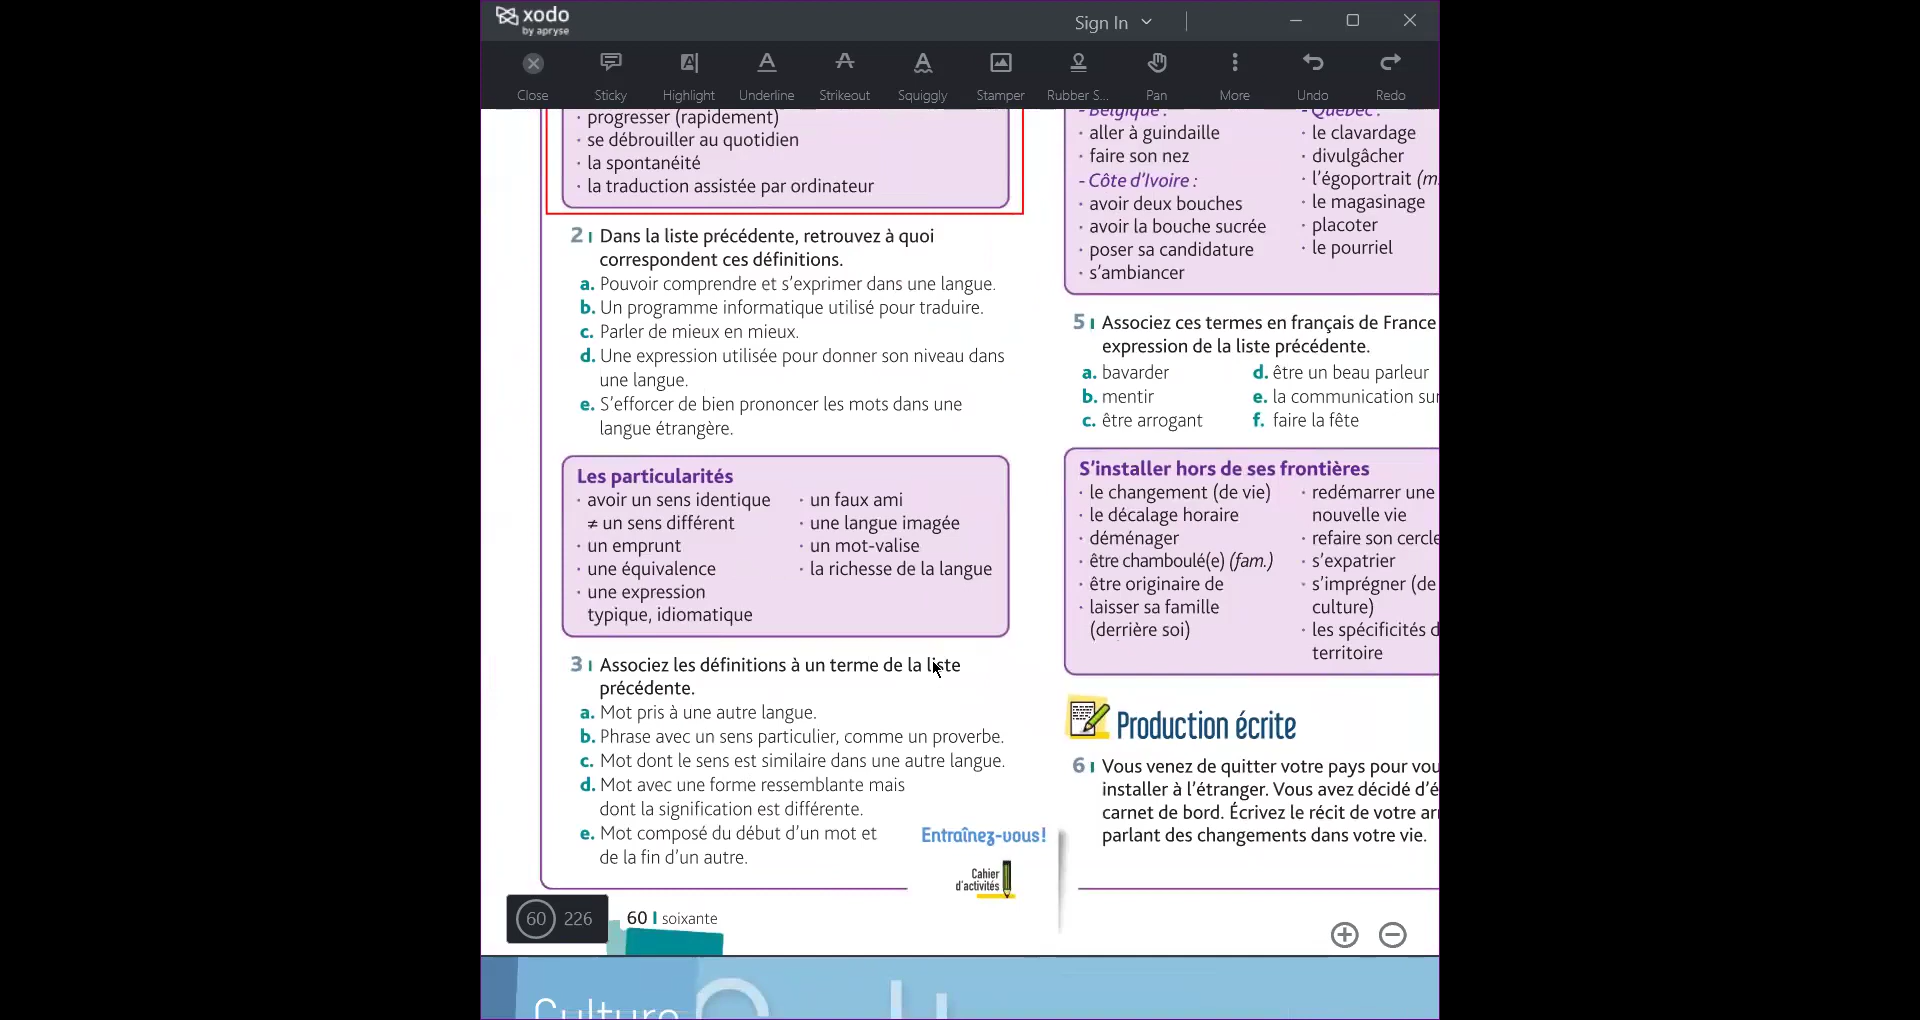 xodo
by apryse
Sign In
Close
Sticky
Highlight
Underline
Strikeout
Squiggly
Stamper
Rubber S...
Pan
More
Undo
Redo
· progresser (rapidement)
· se débrouiller au quotidien
· la spontanéité
· la traduction assistée par ordinateur
2 I Dans la liste précédente, retrouvez à quoi
correspondent ces définitions.
a. Pouvoir comprendre et s'exprimer dans une langue.
b. Un programme informatique utilisé pour traduire.
c. Parler de mieux en mieux.
d. Une expression utilisée pour donner son niveau dans
une langue.
e. S'efforcer de bien prononcer les mots dans une
langue étrangère.
Les particularités
· avoir un sens identique
≠ un sens différent
· un emprunt
· une équivalence
· une expression
typique, idiomatique
· un faux ami
· une langue imagée
· un mot-valise
· la richesse de la langue
3 I Associez les définitions à un terme de la liste
précédente.
a. Mot pris à une autre langue.
b. Phrase avec un sens particulier, comme un proverbe.
c. Mot dont le sens est similaire dans une autre langue.
d. Mot avec une forme ressemblante mais
dont la signification est différente.
e. Mot composé du début d'un mot et
de la fin d'un autre.
Entraînez-vous!
Cahier
d'activités
60 226
60 I soixante
- Belgique :
· aller à guindaille
· faire son nez
- Côte d'Ivoire :
· avoir deux bouches
· avoir la bouche sucrée
· poser sa candidature
· s'ambiancer
- Québec :
· le clavardage
· divulgâcher
· l'égoportrait (m.
· le magasinage
· placoter
· le pourriel
5 I Associez ces termes en français de France
expression de la liste précédente.
a. bavarder
b. mentir
c. être arrogant
d. être un beau parleur
e. la communication sur
f. faire la fête
S'installer hors de ses frontières
· le changement (de vie)
· le décalage horaire
· déménager
· être chamboulé(e) (fam.)
· être originaire de
· laisser sa famille
(derrière soi)
· redémarrer une
nouvelle vie
· refaire son cercle
· s'expatrier
· s'imprégner (de
culture)
· les spécificités d
territoire
Production écrite
6 I Vous venez de quitter votre pays pour vou
installer à l'étranger. Vous avez décidé d'é
carnet de bord. Écrivez le récit de votre ar
parlant des changements dans votre vie.
Culture